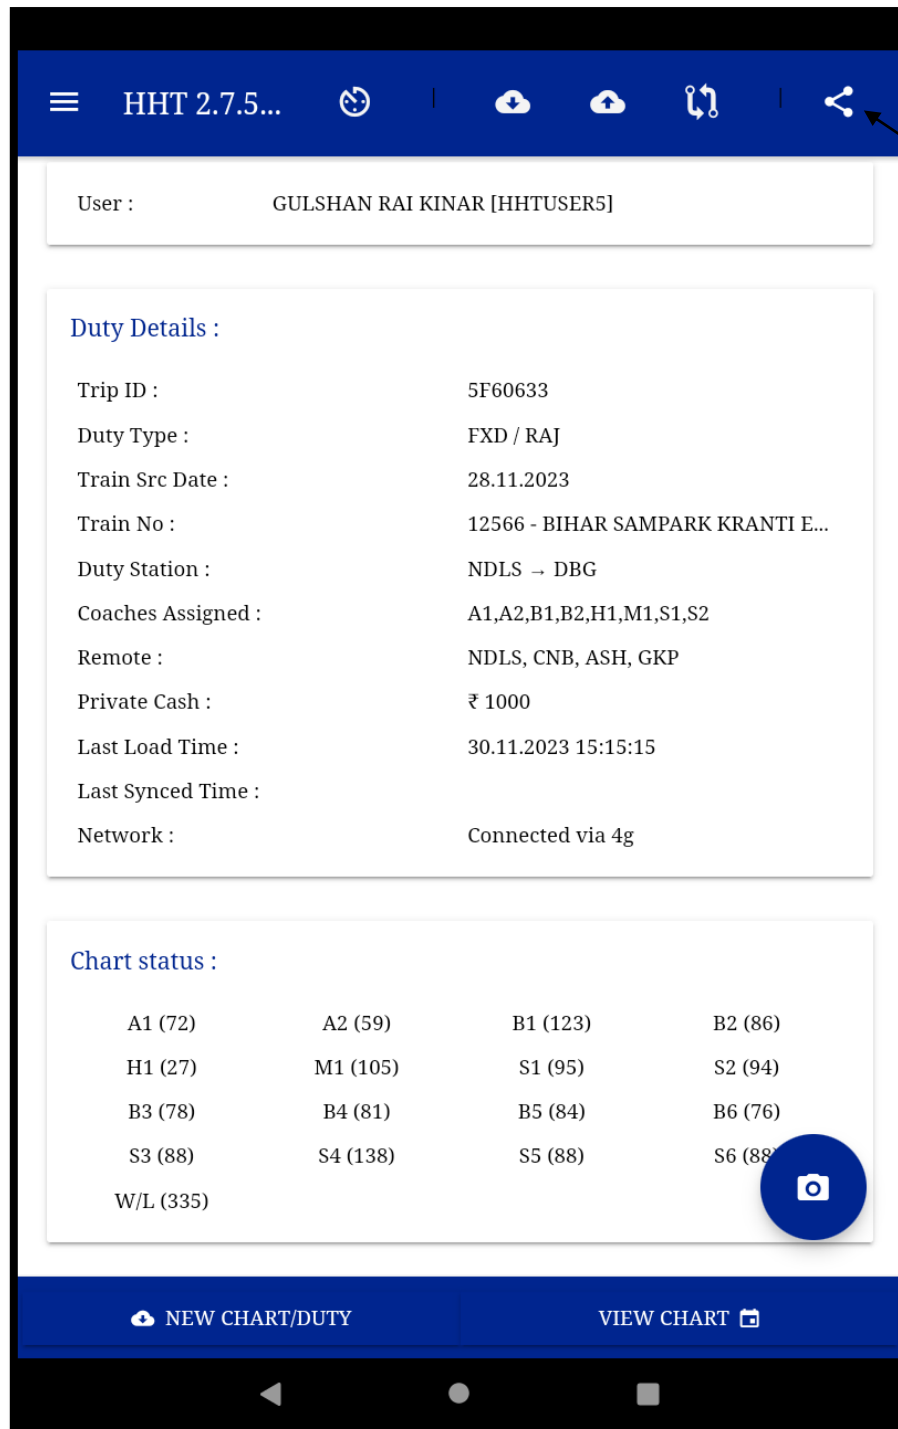 HHT 2.7.5...
User : GULSHAN RAI KINAR [HHTUSER5]
Duty Details :
Trip ID : 5F60633
Duty Type : FXD / RAJ
Train Src Date : 28.11.2023
Train No : 12566 - BIHAR SAMPARK KRANTI E...
Duty Station : NDLS → DBG
Coaches Assigned : A1,A2,B1,B2,H1,M1,S1,S2
Remote : NDLS, CNB, ASH, GKP
Private Cash : ₹ 1000
Last Load Time : 30.11.2023 15:15:15
Last Synced Time :
Network : Connected via 4g
Chart status :
A1 (72) A2 (59) B1 (123) B2 (86)
H1 (27) M1 (105) S1 (95) S2 (94)
B3 (78) B4 (81) B5 (84) B6 (76)
S3 (88) S4 (138) S5 (88) S6 (88
W/L (335)
NEW CHART/DUTY VIEW CHART